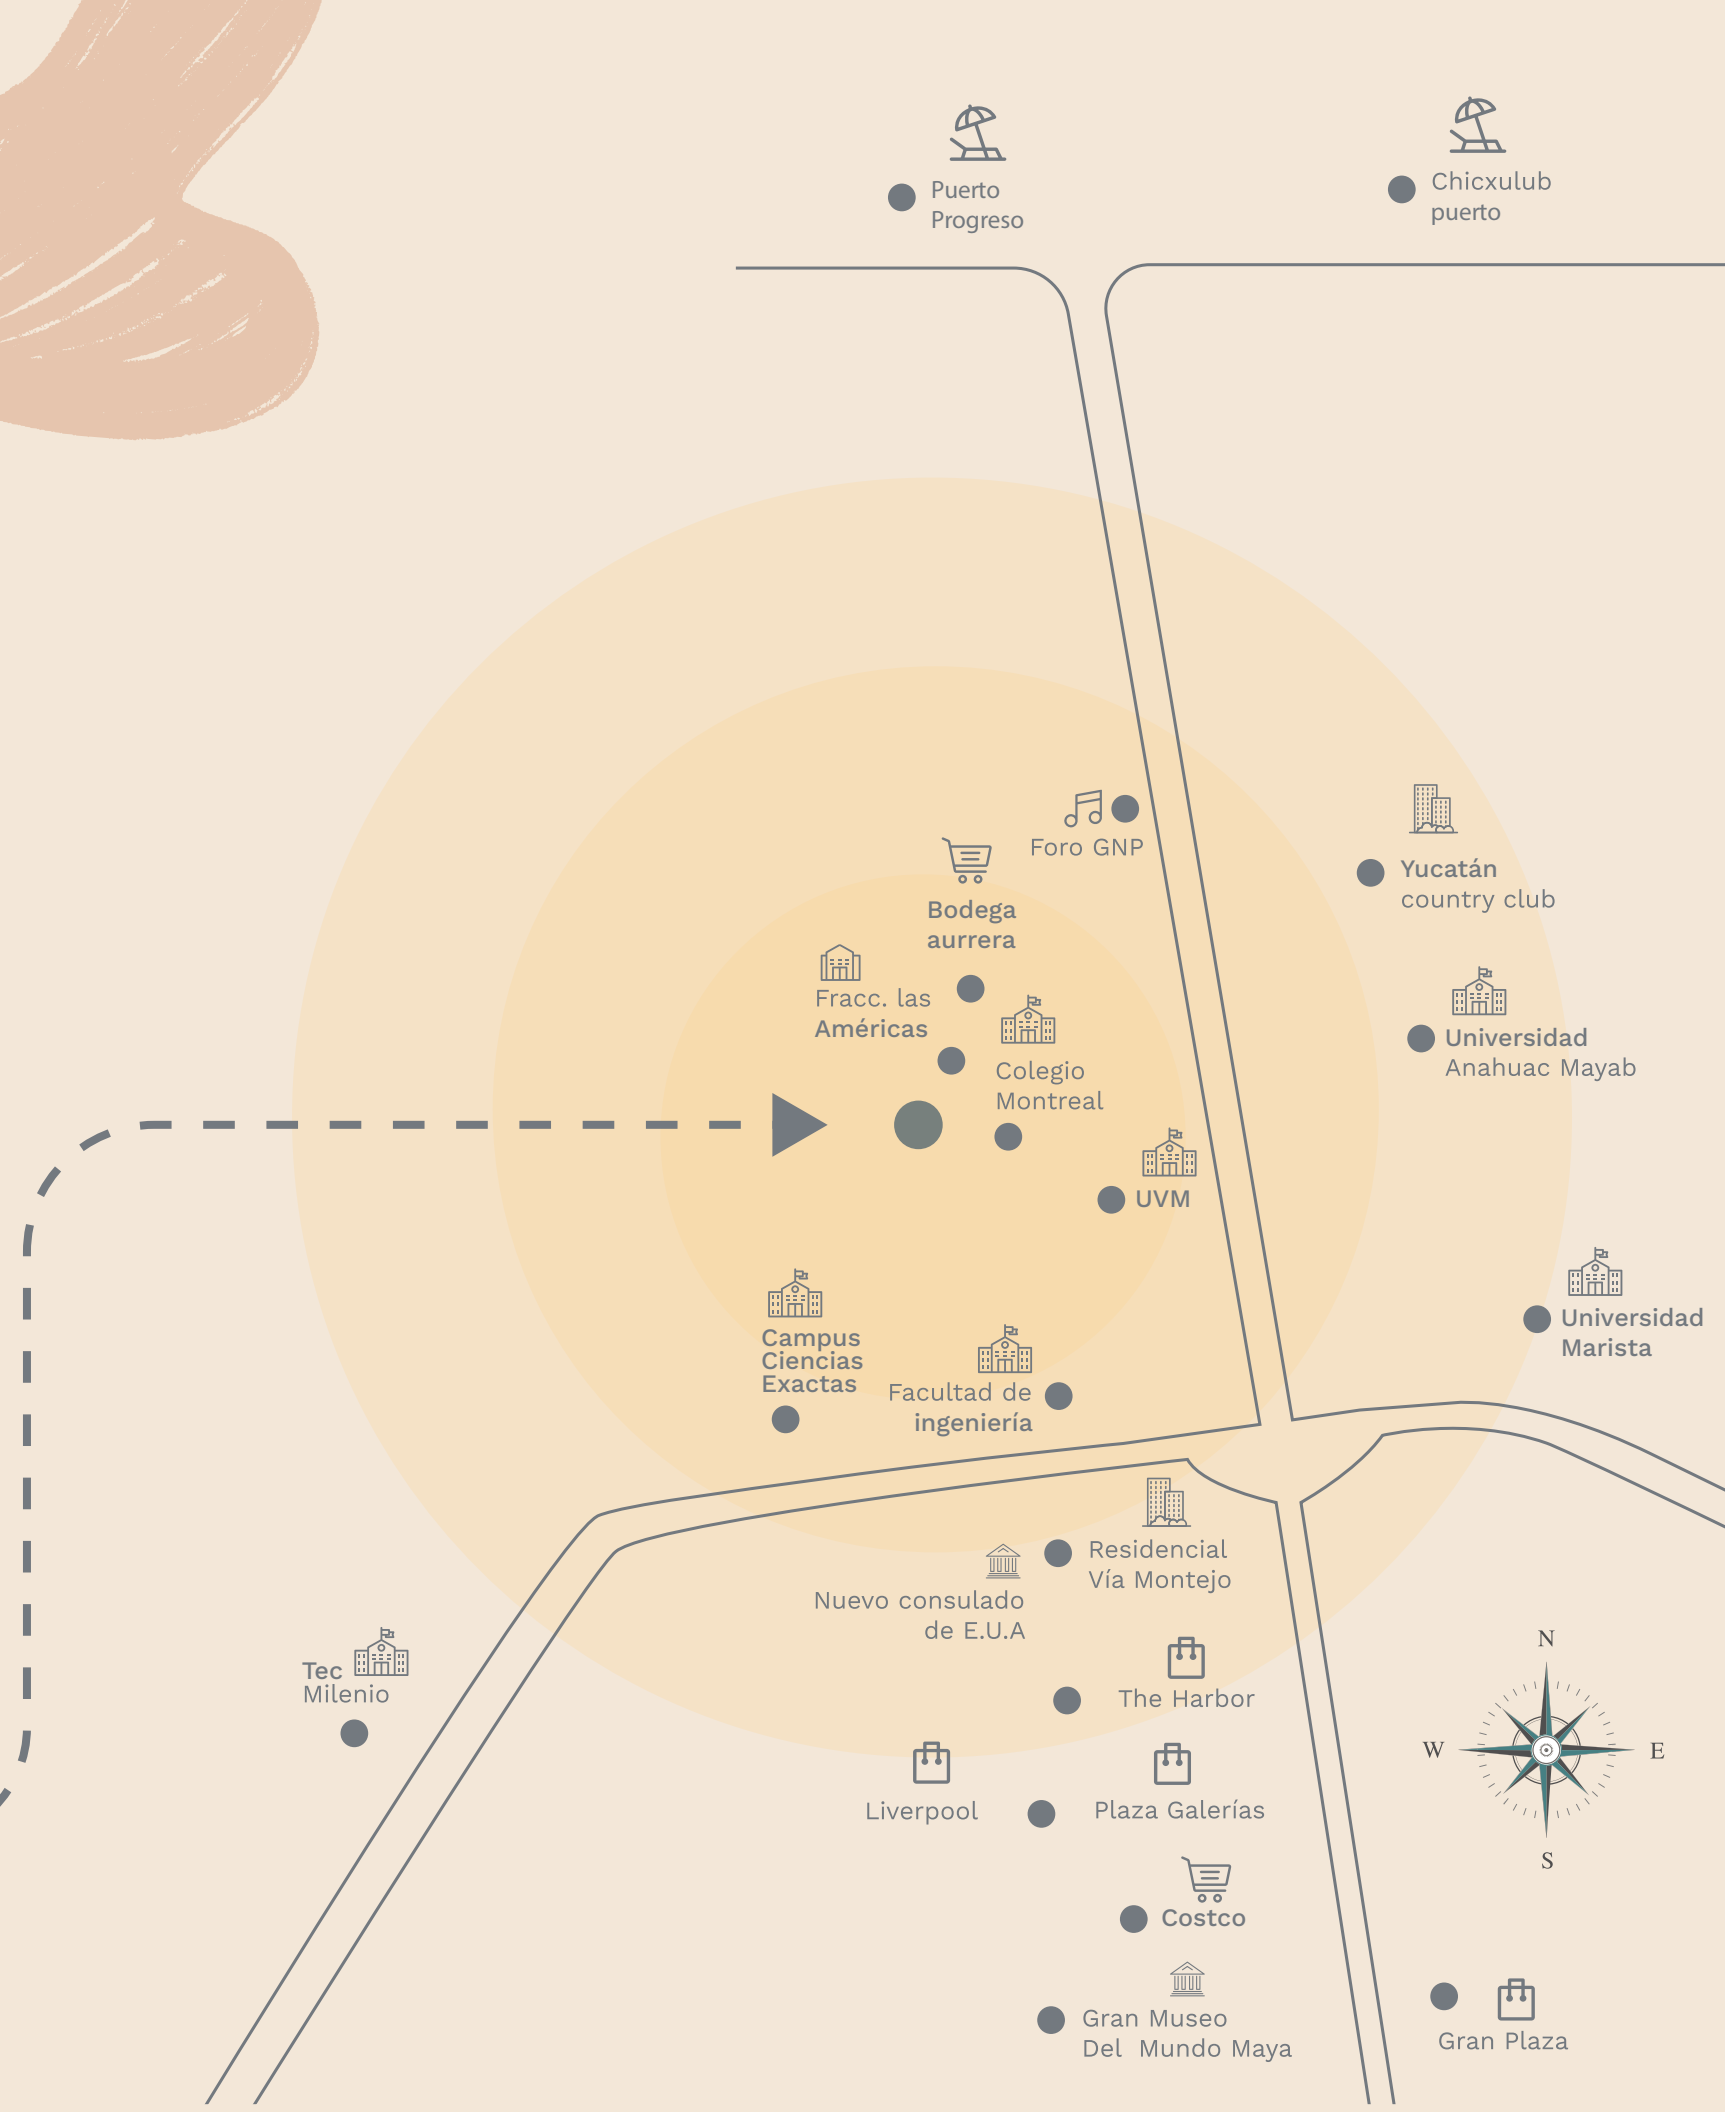 Puerto
Progreso
Chicxulub
puerto
Foro GNP
Yucatán
country club
Bodega
aurrera
Fracc. las
Américas
Universidad
Anahuac Mayab
Colegio
Montreal
UVM
Universidad
Marista
Campus
Ciencias
Exactas
Facultad de
ingeniería
Residencial
Vía Montejo
Nuevo consulado
de E.U.A
Tec
Milenio
The Harbor
N
W
E
S
Liverpool
Plaza Galerías
Costco
Gran Museo
Del  Mundo Maya
Gran Plaza